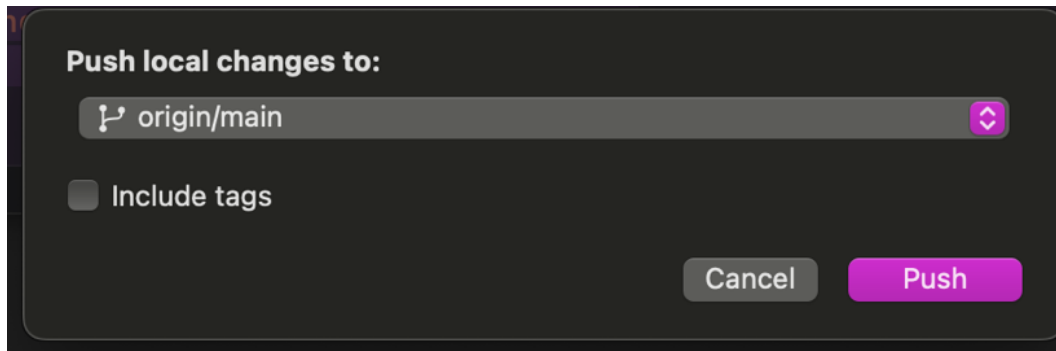 Push local changes to:
origin/main
Include tags
Cancel
Push